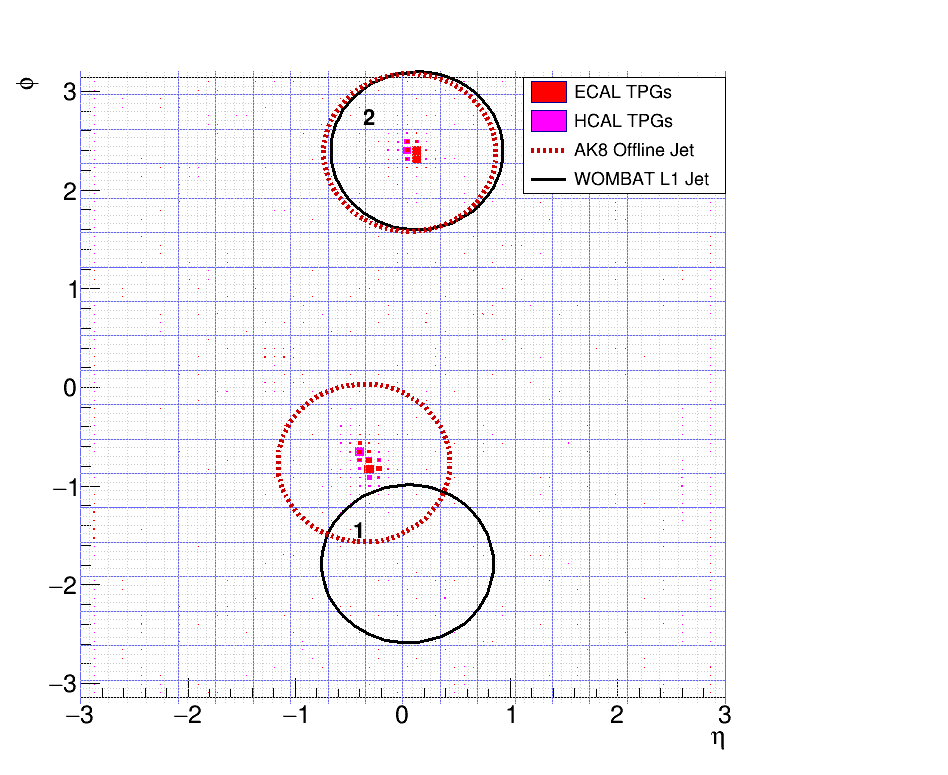 ϕ
3
2
1
0
−1
−2
−3
2
1
ECAL TPGs
HCAL TPGs
AK8 Offline Jet
WOMBAT L1 Jet
−3 −2 −1 0 1 2 3
η